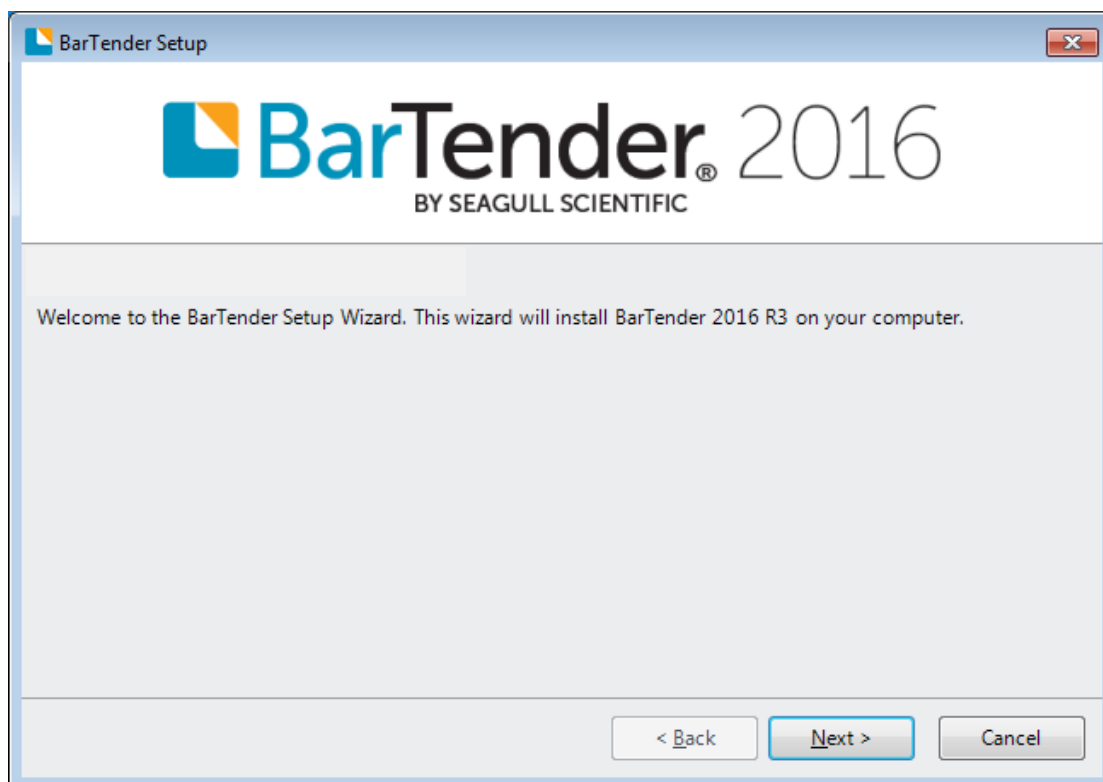 BarTender Setup
BarTender® 2016
BY SEAGULL SCIENTIFIC
Welcome to the BarTender Setup Wizard. This wizard will install BarTender 2016 R3 on your computer.
< Back Next > Cancel